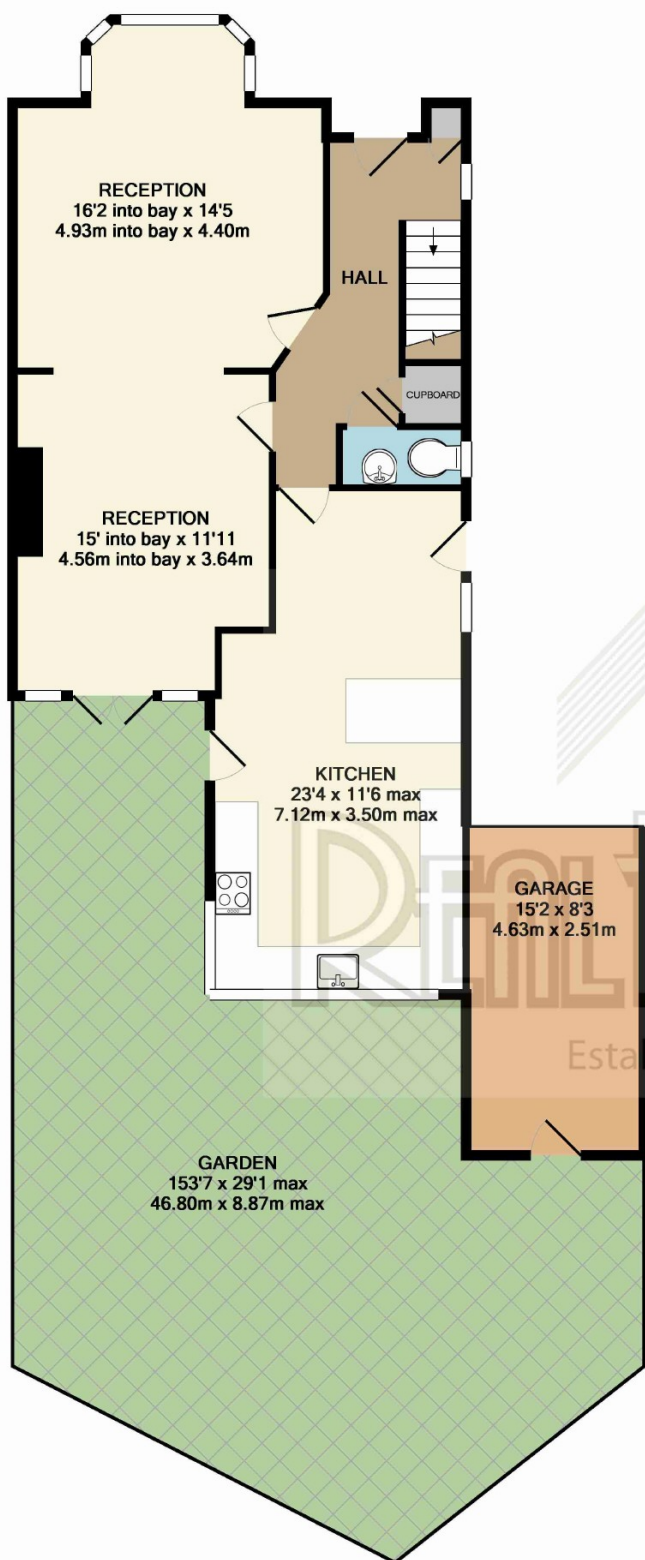 RECEPTION
16'2 into bay x 14'5
4.93m into bay x 4.40m
HALL
CUPBOARD
RECEPTION
15' into bay x 11'11
4.56m into bay x 3.64m
KITCHEN
23'4 x 11'6 max
7.12m x 3.50m max
GARAGE
15'2 x 8'3
4.63m x 2.51m
GARDEN
153'7 x 29'1 max
46.80m x 8.87m max